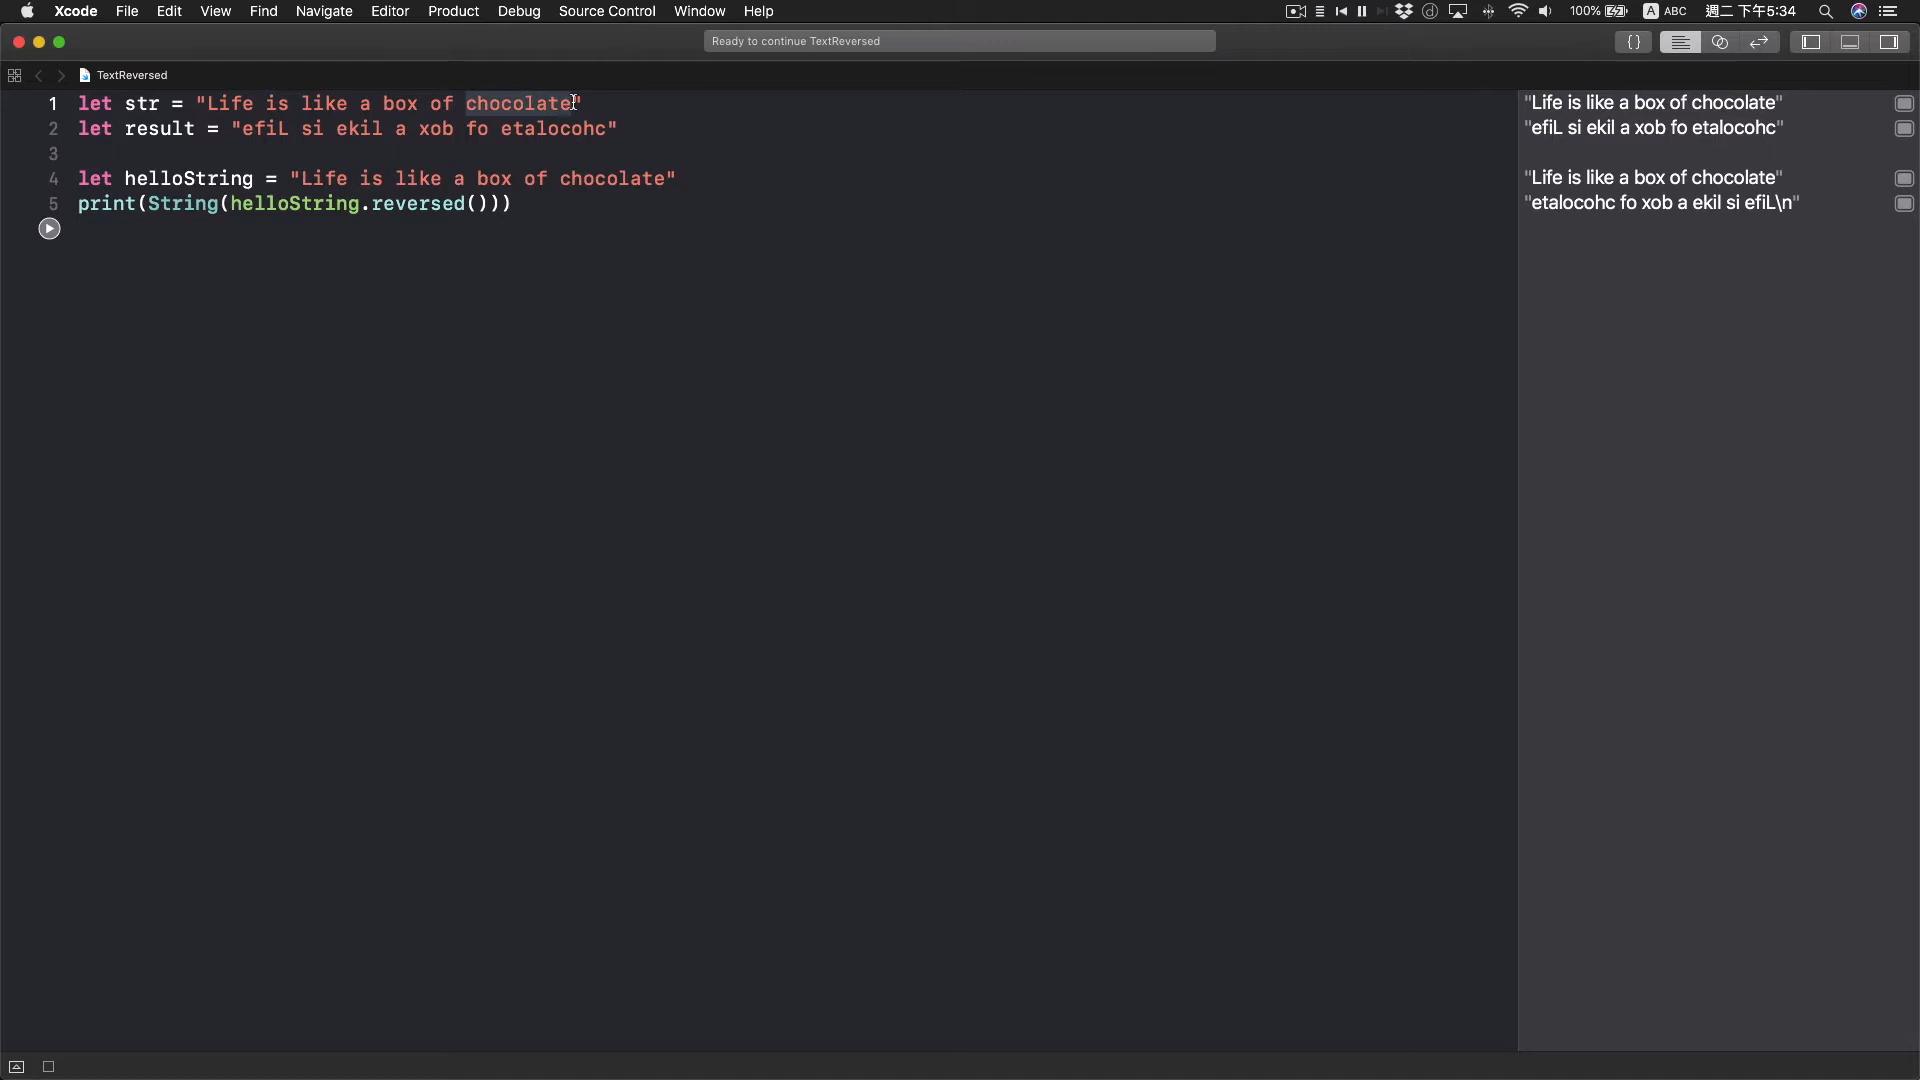 Xcode File Edit View Find Navigate Editor Product Debug Source Control Window Help 100% A ABC 週二 下午5:34
Ready to continue TextReversed
{}
TextReversed
1 let str = "Life is like a box of chocolate"
2 let result = "efiL si ekil a xob fo etalocohc"
3
4 let helloString = "Life is like a box of chocolate"
5 print(String(helloString.reversed()))
"Life is like a box of chocolate"
"efiL si ekil a xob fo etalocohc"
"Life is like a box of chocolate"
"etalocohc fo xob a ekil si efiL\n"